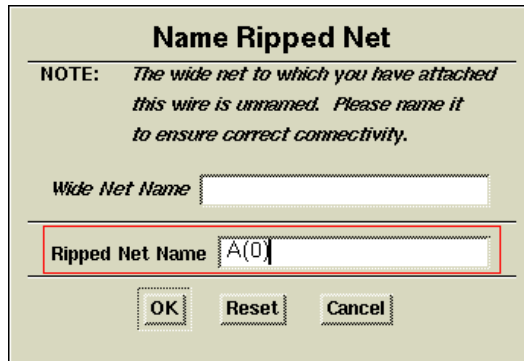 Name Ripped Net
NOTE: The wide net to which you have attached
this wire is unnamed. Please name it
to ensure correct connectivity.
Wide Net Name
Ripped Net Name A(0)
OK Reset Cancel